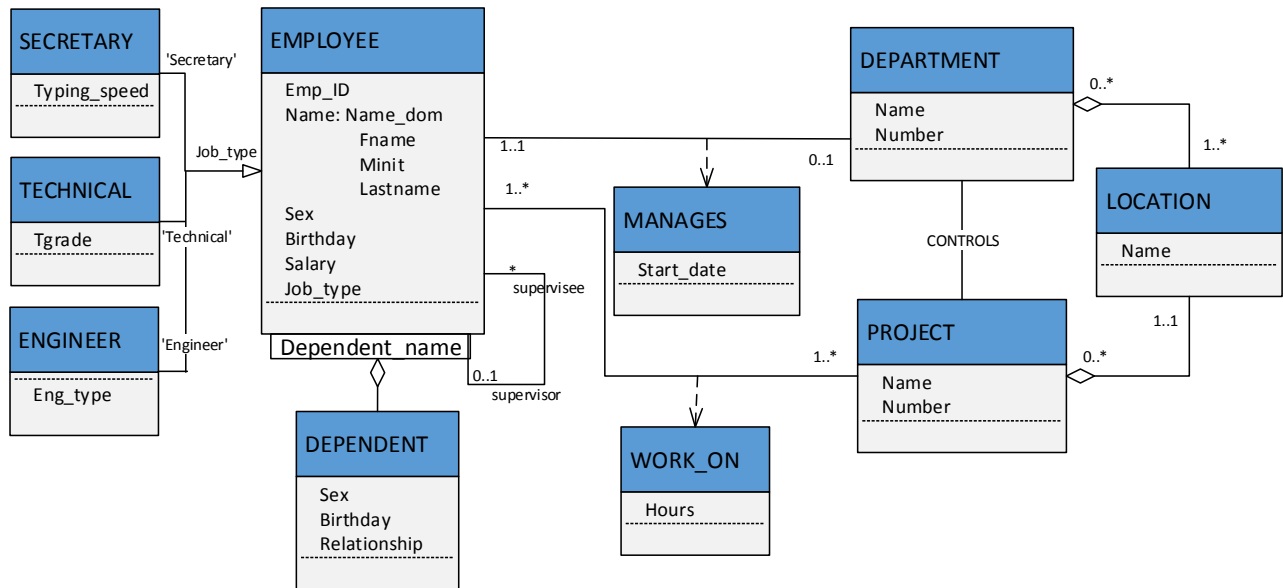 SECRETARY
Typing_speed
'Secretary'
TECHNICAL
Tgrade
'Technical'
ENGINEER
Eng_type
'Engineer'
Job_type
EMPLOYEE
Emp_ID
Name: Name_dom
Fname
Minit
Lastname
Sex
Birthday
Salary
Job_type
Dependent_name
1..1
0..1
1..*
1..*
*
supervisee
0..1
supervisor
DEPENDENT
Sex
Birthday
Relationship
MANAGES
Start_date
WORK_ON
Hours
DEPARTMENT
Name
Number
0..*
1..*
CONTROLS
LOCATION
Name
1..1
0..*
PROJECT
Name
Number